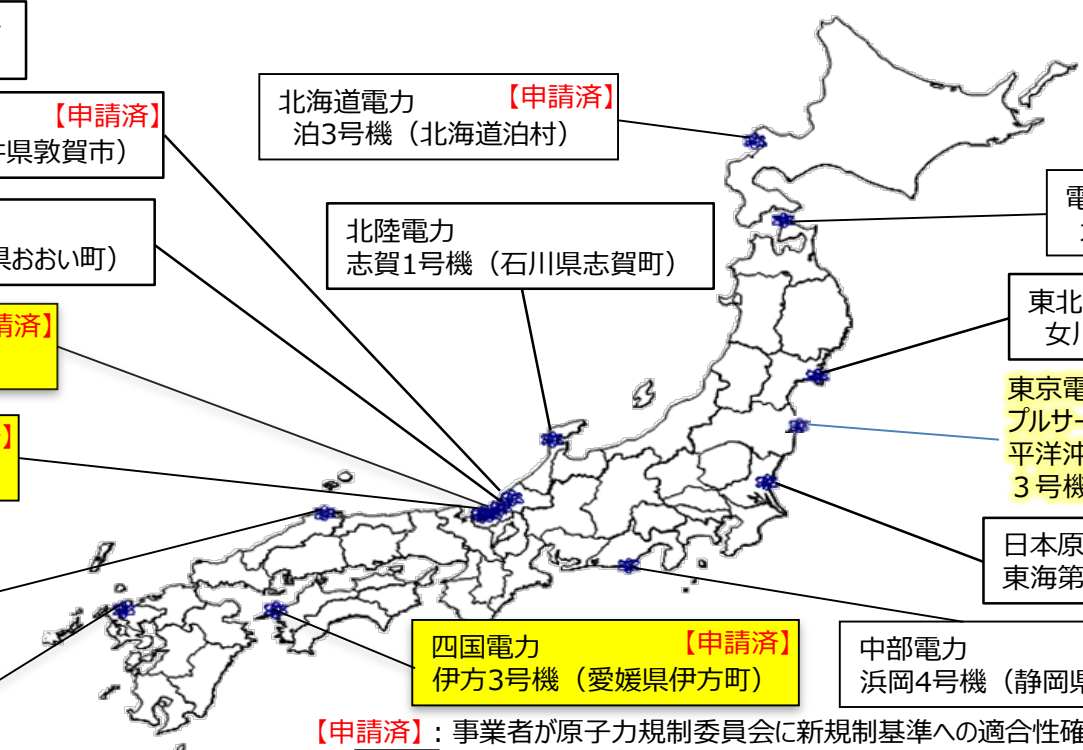 【申請済】
井県敦賀市）
県おおい町）
請済】
】
北海道電力 【申請済】
泊3号機（北海道泊村）
北陸電力
志賀1号機（石川県志賀町）
電
東北
女川
東京電
プルサー
平洋沖
３号機
日本原
東海第
四国電力 【申請済】
伊方3号機（愛媛県伊方町）
中部電力
浜岡4号機（静岡県
【申請済】：事業者が原子力規制委員会に新規制基準への適合性確